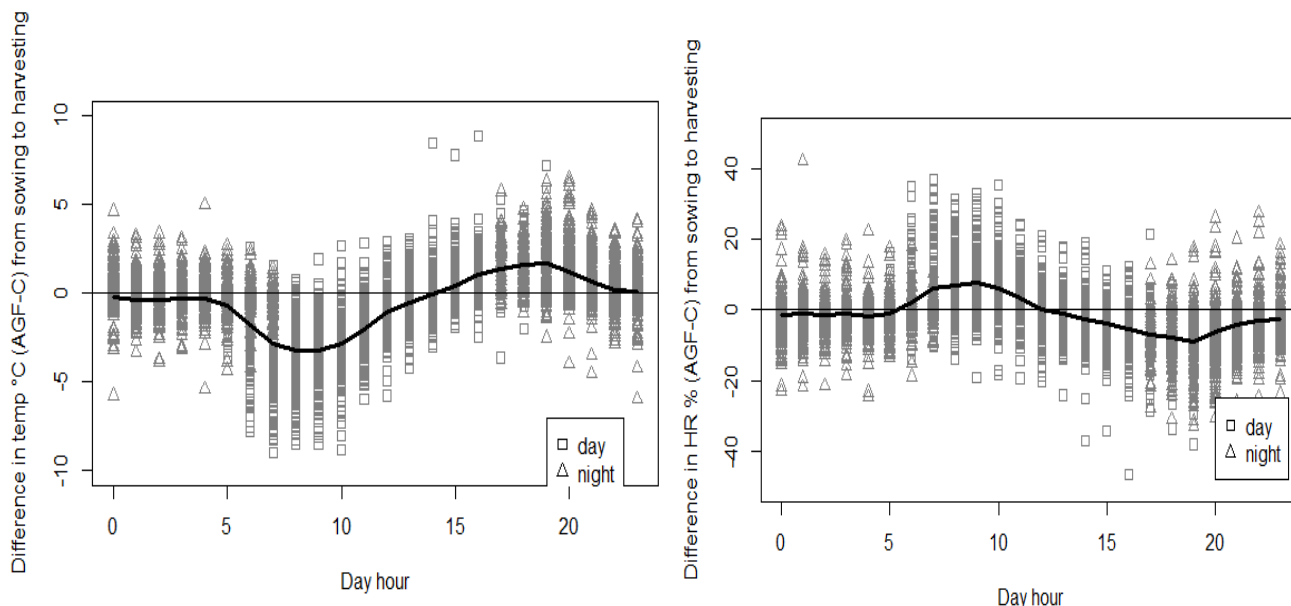 Difference in temp °C (AGF-C) from sowing to harvesting
10
5
0
-5
-10
day
night
0 5 10 15 20
Day hour
Difference in HR % (AGF-C) from sowing to harvesting
40
20
0
-20
-40
day
night
0 5 10 15 20
Day hour